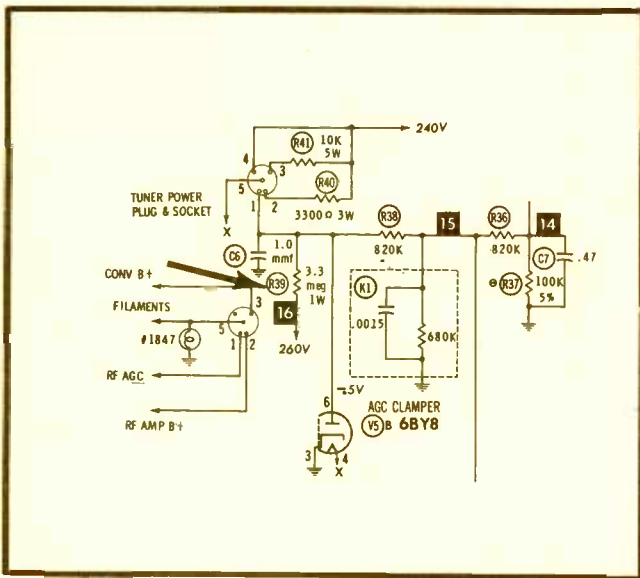 240V
R41
10K
5W
4
3
5
R40
1
2
TUNER POWER
PLUG & SOCKET
X
3300 Ω 3W
R38
820K
15
R36
820K
14
C6
1.0
mmf
3.3
meg
1W
C7
.47
R37
100K
5%
CONV B+
R39
K1
3
16
.0015
680K
FILAMENTS
5
1
2
#1847
260V
RF AGC
-.5V
6
AGC CLAMPER
V5 B 6BY8
RF AMP B+
3
4
X